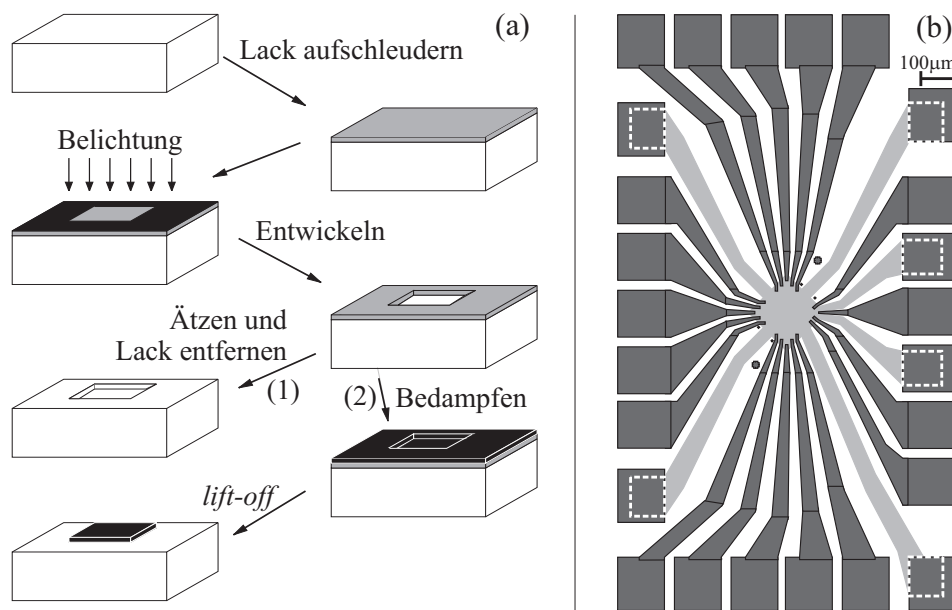 (a)
Lack aufschleudern
Belichtung
Entwickeln
Ätzen und
Lack entfernen
(1)
(2)
Bedampfen
lift-off
(b)
100μm